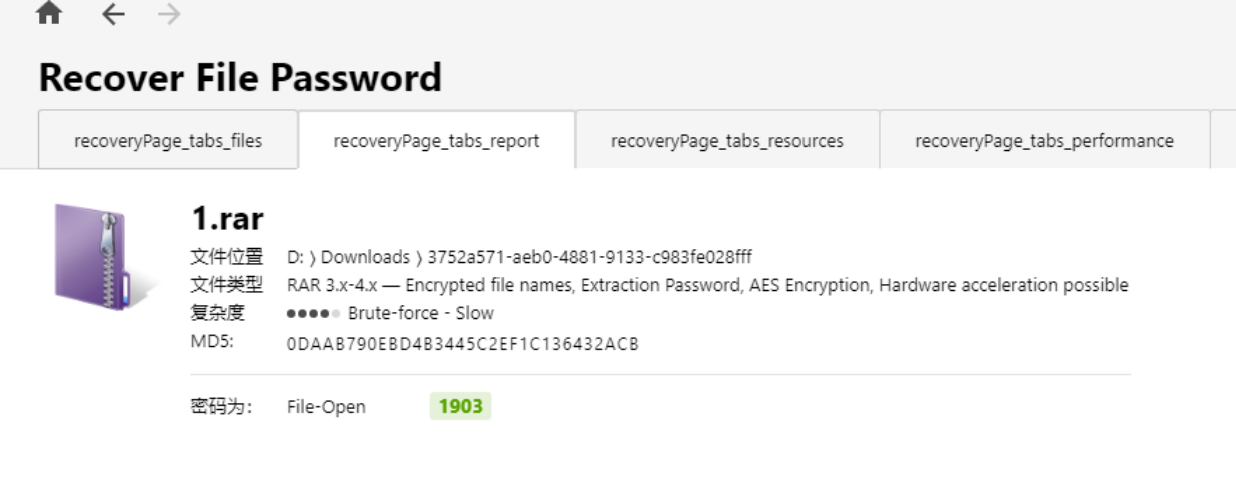 Recover File Password
recoveryPage_tabs_files recoveryPage_tabs_report recoveryPage_tabs_resources recoveryPage_tabs_performance
1.rar
文件位置 D: 〉Downloads 〉3752a571-aeb0-4881-9133-c983fe028fff
文件类型 RAR 3.x-4.x — Encrypted file names, Extraction Password, AES Encryption, Hardware acceleration possible
复杂度 Brute-force - Slow
MD5: 0DAAB790EBD4B3445C2EF1C136432ACB
密码为： File-Open 1903